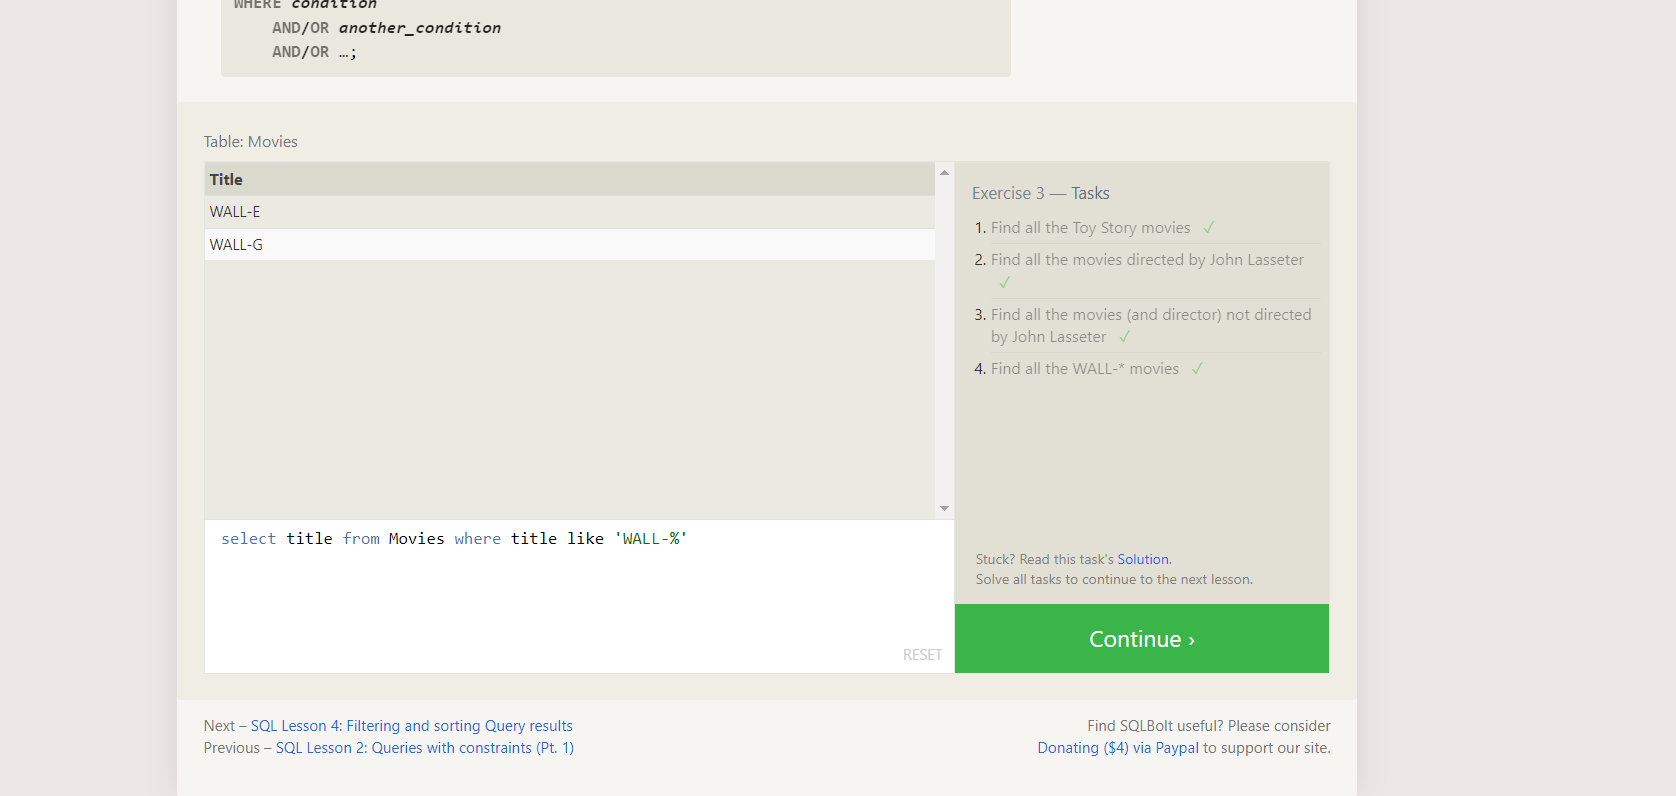 WHERE condition
AND/OR another_condition
AND/OR …;
Table: Movies
Title
WALL-E
WALL-G
select title from Movies where title like 'WALL-%'
RESET
Exercise 3 — Tasks
1. Find all the Toy Story movies ✓
2. Find all the movies directed by John Lasseter
✓
3. Find all the movies (and director) not directed
by John Lasseter ✓
4. Find all the WALL-* movies ✓
Stuck? Read this task's Solution.
Solve all tasks to continue to the next lesson.
Continue ›
Next – SQL Lesson 4: Filtering and sorting Query results
Previous – SQL Lesson 2: Queries with constraints (Pt. 1)
Find SQLBolt useful? Please consider
Donating ($4) via Paypal to support our site.